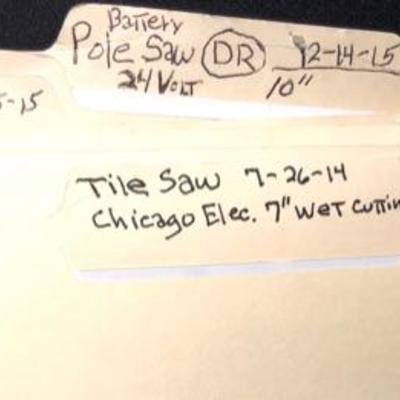 Battery
Pole Saw DR 12-14-15
24 Volt 10"
5-15
Tile Saw 7-26-14
Chicago Elec. 7" Wet Cuttin